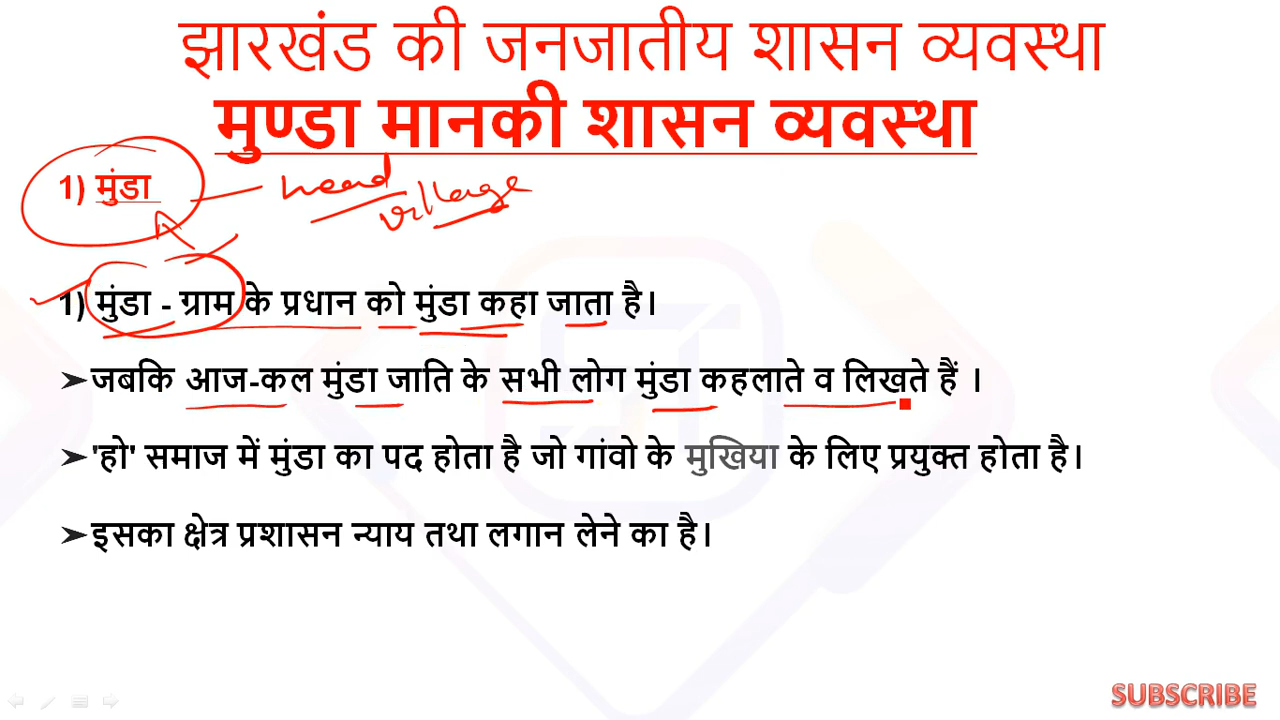 झारखंड की जनजातीय शासन व्यवस्था
मुण्डा मानकी शासन व्यवस्था
1) मुंडा
head
village
1) मुंडा - ग्राम के प्रधान को मुंडा कहा जाता है।
➢जबकि आज-कल मुंडा जाति के सभी लोग मुंडा कहलाते व लिखते हैं ।
➢'हो' समाज में मुंडा का पद होता है जो गांवो के मुखिया के लिए प्रयुक्त होता है।
➢इसका क्षेत्र प्रशासन न्याय तथा लगान लेने का है।
SUBSCRIBE